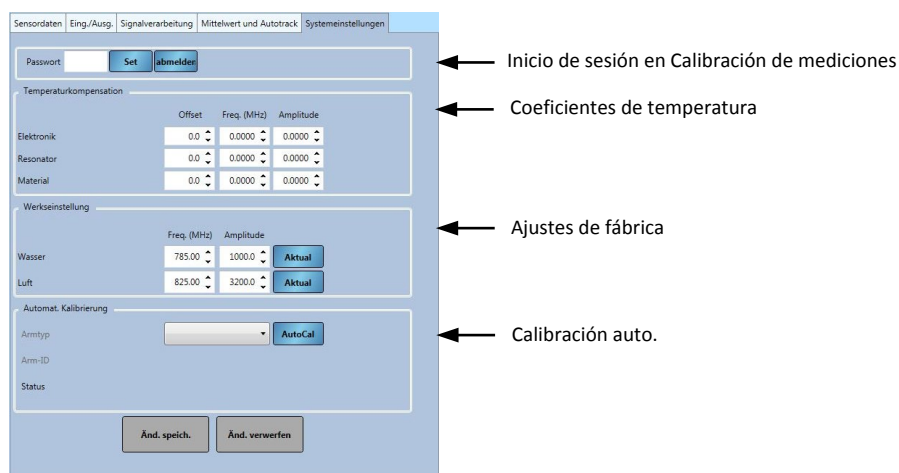 Sensordaten Eing./Ausg. Signalverarbeitung Mittelwert und Autotrack Systemeinstellungen
Passwort Set abmelden
Inicio de sesión en Calibración de mediciones
Temperaturkompensation
Coeficientes de temperatura
Offset Freq. (MHz) Amplitude
Elektronik 0.0 0.0000 0.0000
Resonator 0.0 0.0000 0.0000
Material 0.0 0.0000 0.0000
Werkseinstellung
Ajustes de fábrica
Freq. (MHz) Amplitude
Wasser 785.00 1000.0 Aktual
Luft 825.00 3200.0 Aktual
Automat. Kalibrierung
Armtyp AutoCal
Calibración auto.
Arm-ID
Status
Änd. speich. Änd. verwerfen